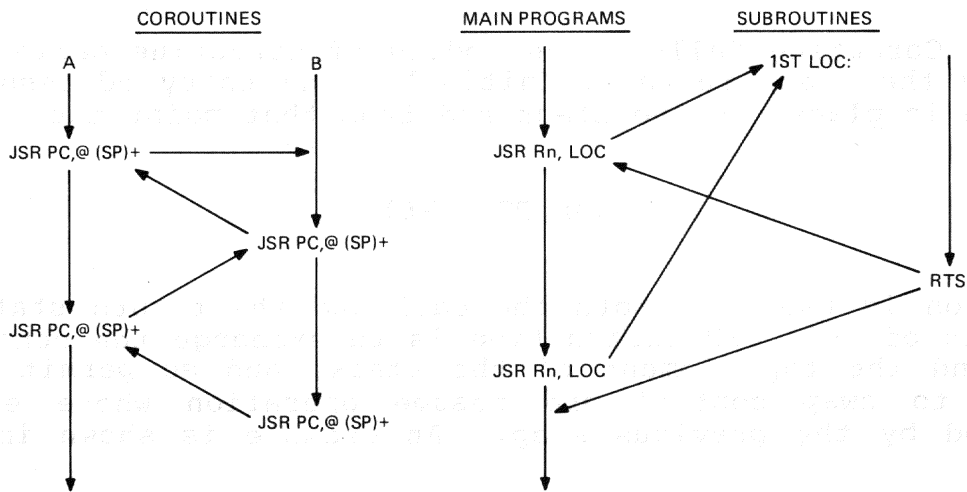 COROUTINES
MAIN PROGRAMS
SUBROUTINES
A
B
1ST LOC:
JSR PC,@ (SP)+
JSR Rn, LOC
JSR PC,@ (SP)+
RTS
JSR PC,@ (SP)+
JSR Rn, LOC
JSR PC,@ (SP)+